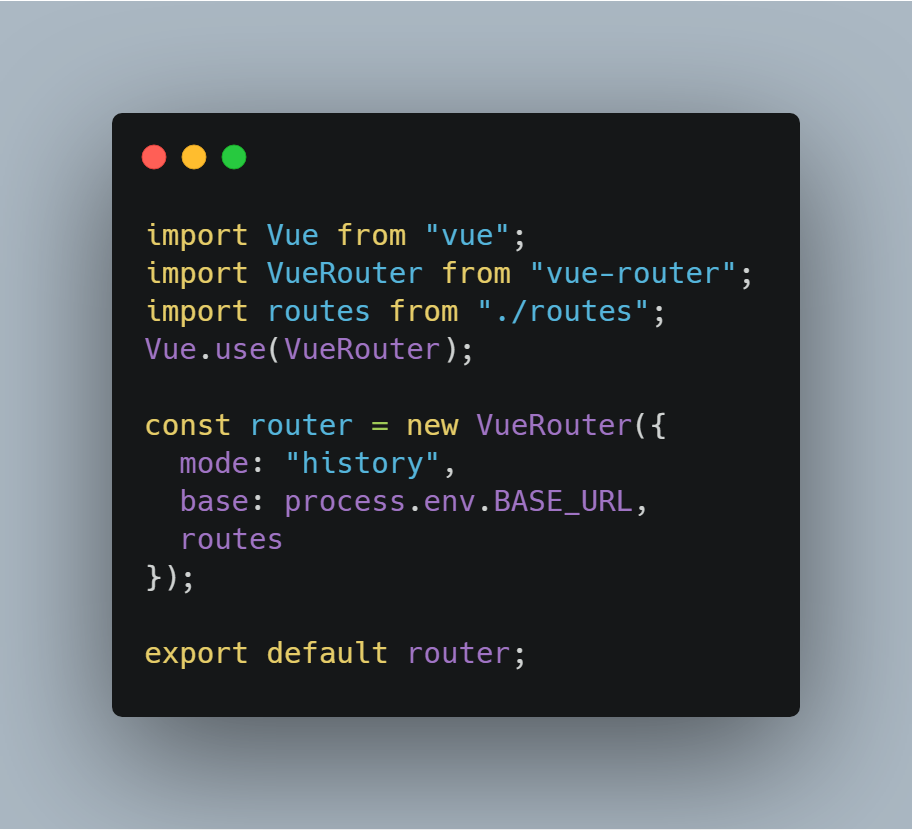 import Vue from "vue";
import VueRouter from "vue-router";
import routes from "./routes";
Vue.use(VueRouter);

const router = new VueRouter({
  mode: "history",
  base: process.env.BASE_URL,
  routes
});

export default router;